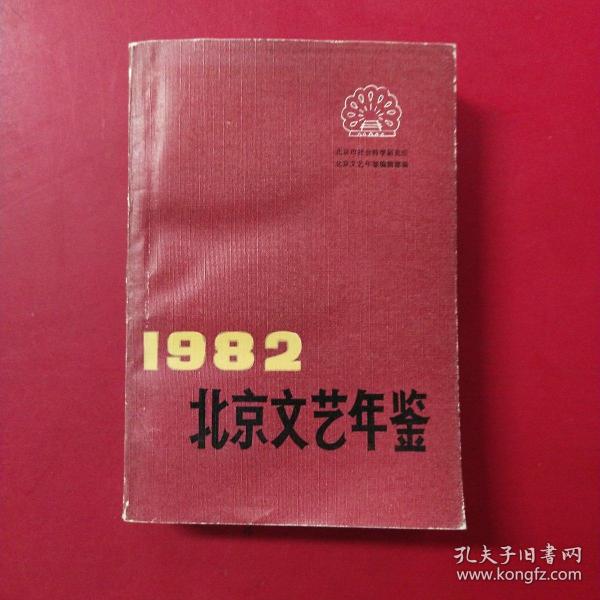 北京市社会科学研究所
北京文艺年鉴编辑部编
1982
北京文艺年鉴
孔夫子旧书网
www.kongfz.com